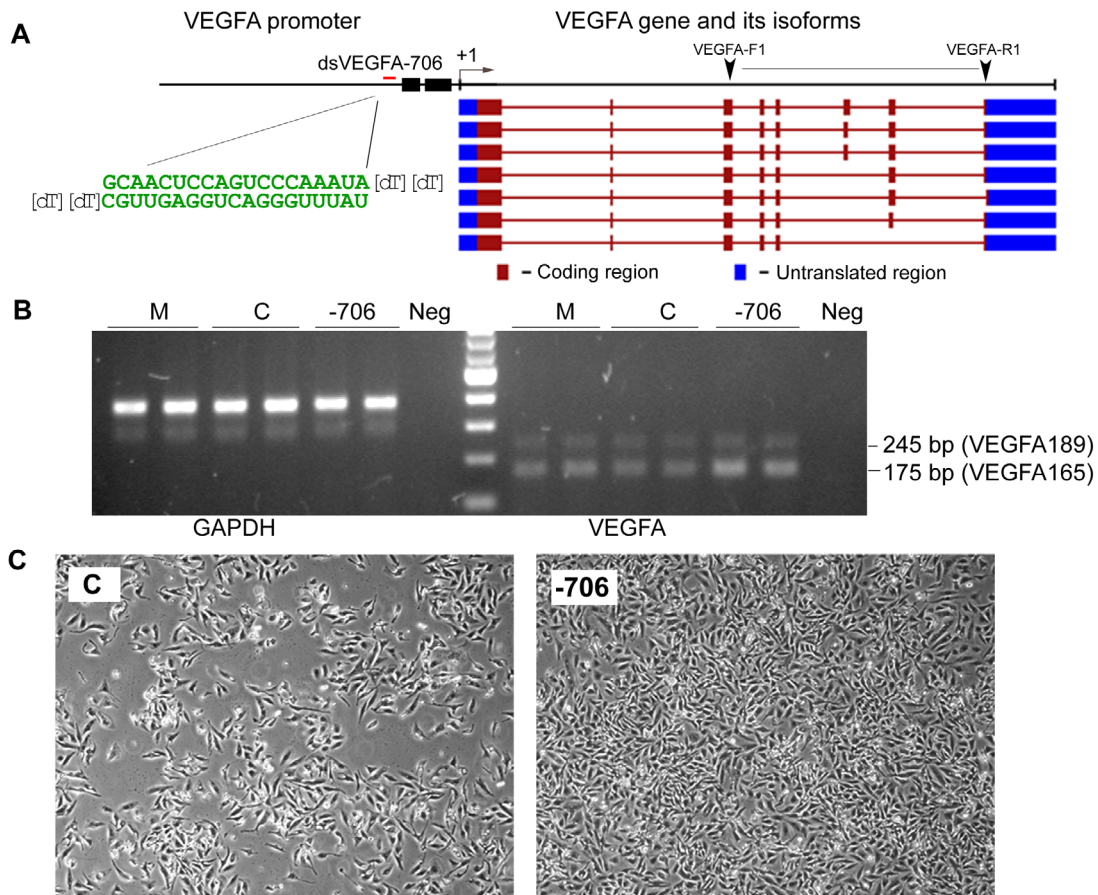 A
VEGFA promoter
VEGFA gene and its isoforms
dsVEGFA-706
+1
VEGFA-F1
VEGFA-R1
GCAACUCCAGUCCCAAAUA[dT] [dT]
[dT] [dT]CGUUGAGGUCAGGGUUUAU
– Coding region
– Untranslated region
B
M C -706 Neg M C -706 Neg
245 bp (VEGFA189)
175 bp (VEGFA165)
GAPDH
VEGFA
C
C
-706